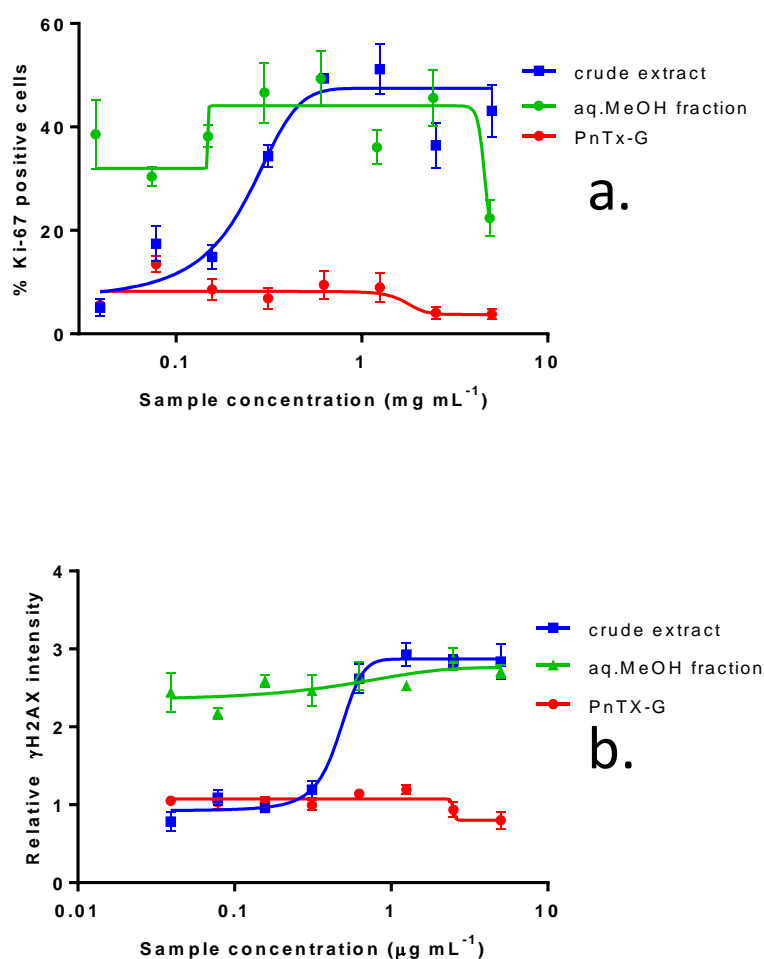 60
40
20
0
% Ki-67 positive cells
0.1 1 10
Sample concentration (mg mL⁻¹)
crude extract
aq.MeOH fraction
PnTx-G
a.
4
3
2
1
0
Relative γH2AX intensity
0.01 0.1 1 10
Sample concentration (µg mL⁻¹)
crude extract
aq.MeOH fraction
PnTX-G
b.